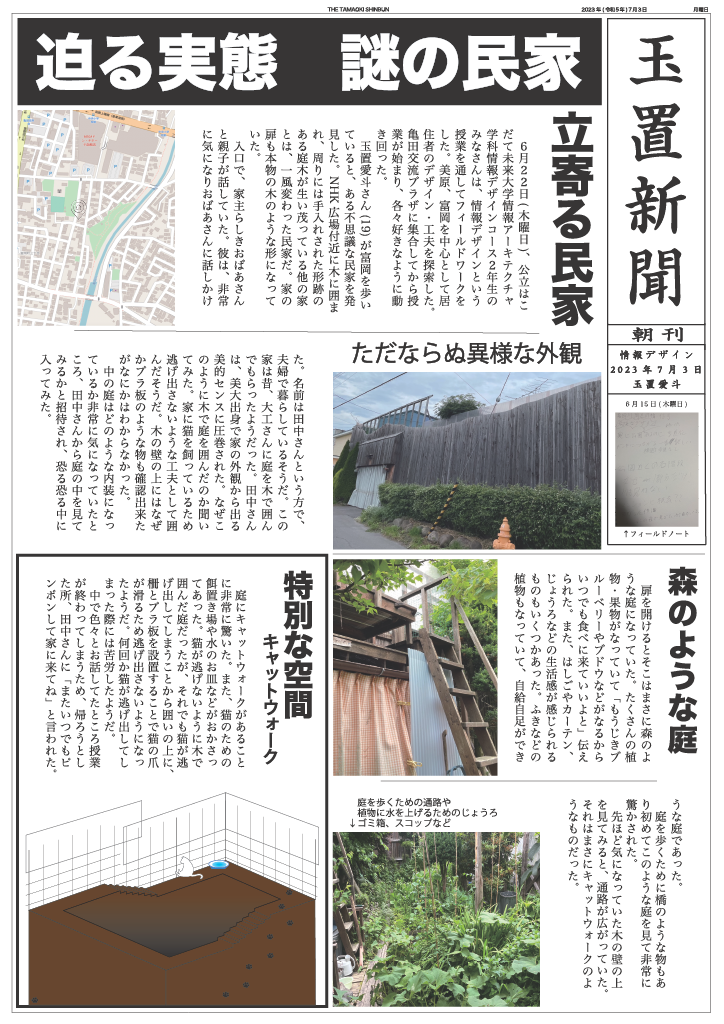 THE TAMAOKI SHINBUN
2023年(令和5年)7月3日
月曜日
玉置新聞
朝刊
情報デザイン
2023年7月3日
玉置愛斗
6月15日(木曜日)
↑フィールドノート
迫る実態 謎の民家
立寄る民家
6月22日(木曜日)、公立はこ
だて未来大学情報アーキテクチャ
学科情報デザインコース2年生の
みなさんは、情報デザインという
授業を通してフィールドワークを
した。美原、富岡を中心として居
住者のデザイン・工夫を探索した。
亀田交流プラザに集合してから授
業が始まり、各々好きなように動
き回った。
玉置愛斗さん(19)が富岡を歩い
ていると、ある不思議な民家を発
見した。NHK広場付近に木に囲ま
れ、周りには手入れされた形跡の
ある庭木が生い茂っている他の家
とは、一風変わった民家だ。家の
扉も本物の木のような形になって
いた。
入口で、家主らしきおばあさん
と親子が話していた。彼は、非常
に気になりおばあさんに話しかけ
ただならぬ異様な外観
た。名前は田中さんという方で、
夫婦で暮らしているそうだ。この
家は昔、大工さんに庭を木で囲ん
でもらったようだった。田中さん
は、美大出身で家の外観から出る
美的センスに圧巻された。なぜこ
のように木で庭を囲んだのか聞い
てみた。家に猫を飼っているため
逃げ出さないような工夫として囲
んだそうだ。木の壁の上にはなぜ
かプラ板のような物も確認出来た
がなにかはわからなかった。
中の庭はどのような内装になっ
ているか非常に気になっていたと
ころ、田中さんから庭の中を見て
みるかと招待され、恐る恐る中に
入ってみた。
森のような庭
扉を開けるとそこはまさに森のよ
うな庭になっていた。たくさんの植
物・果物がなっていて「もうじきブ
ルーベリーやブドウなどがなるから
いつでも食べに来ていいよと」伝え
られた。また、はしごやカーテン、
じょうろなどの生活感が感じられる
ものもいくつかあった。ふきなどの
植物もなっていて、自給自足ができ
うな庭であった。
庭を歩くために橋のような物もあ
り初めてこのような庭を見て非常に
驚かされた。
先ほど気になっていた木の壁の上
を見てみると、通路が広がっていた。
それはまさにキャットウォークのよ
うなものだった。
庭を歩くための通路や
植物に水を上げるためのじょうろ
↓ゴミ箱、スコップなど
特別な空間
キャットウォーク
庭にキャットウォークがあること
に非常に驚いた。また、猫のための
餌置き場や水のお皿などがおかさっ
てあった。猫が逃げないように木で
囲んだ庭だったが、それでも猫が逃
げ出してしまうことから囲いの上に、
柵とプラ板を設置することで猫の爪
が滑るため逃げ出さないようになっ
たようだ。何回か猫が逃げ出してし
まった際には苦労したようだ。
中で色々とお話してたところ授業
が終わってしまうため、帰ろうとし
た所、田中さんに「またいつでもピ
ンポンして家に来てね」と言われた。